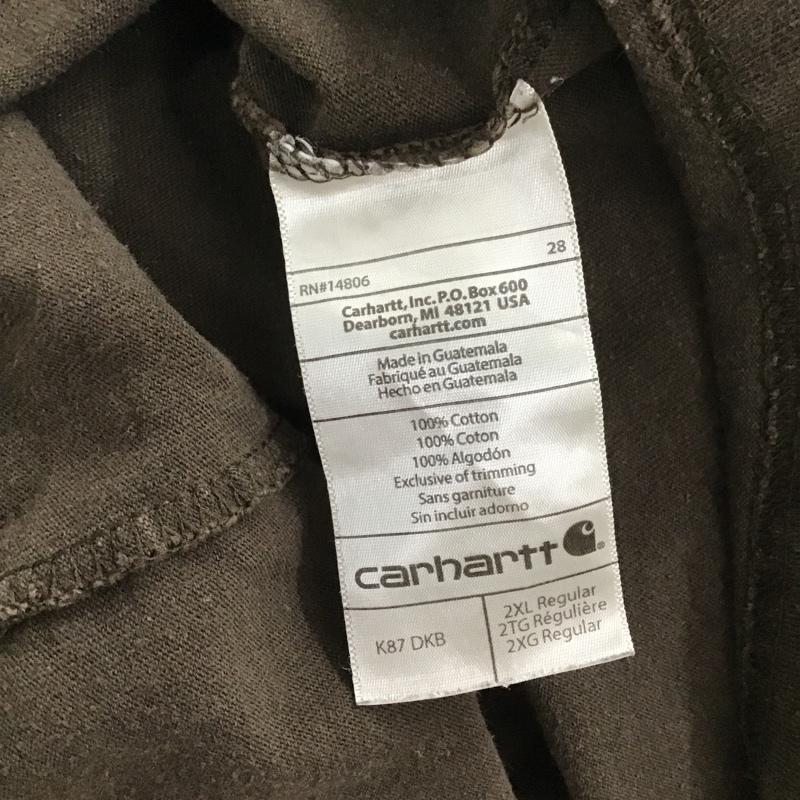 28
RN#14806
Carhartt, Inc. P.O. Box 600
Dearborn, MI 48121 USA
carhartt.com
Made in Guatemala
Fabriqué au Guatemala
Hecho en Guatemala
100% Cotton
100% Coton
100% Algodón
Exclusive of trimming
Sans garniture
Sin incluir adorno
carhartt®
K87 DKB
2XL Regular
2TG Régulière
2XG Regular